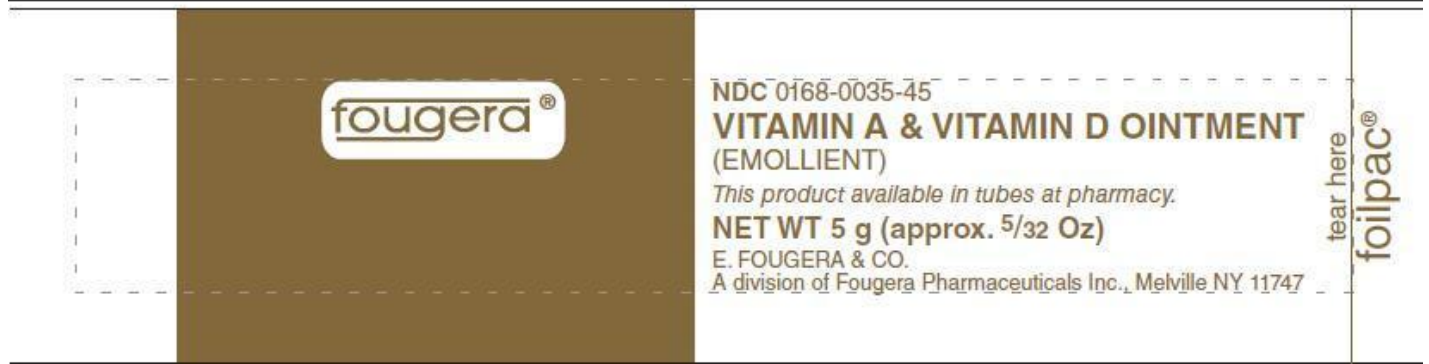 fougera®
NDC 0168-0035-45
VITAMIN A & VITAMIN D OINTMENT
(EMOLLIENT)
This product available in tubes at pharmacy.
NET WT 5 g (approx. 5/32 Oz)
E. FOUGERA & CO.
A division of Fougera Pharmaceuticals Inc., Melville NY 11747
tear here
foilpac®